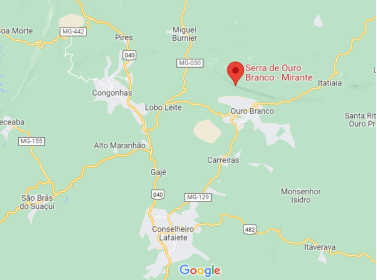 oa Morte
MG-442
Pires
Miguel
Burnier
040
MG-030
Serra de Ouro
Branco - Mirante
Itatiaia
Congonhas
Lobo Leite
Ouro Branco
Santa Rit
Ouro Pr
eceaba
MG-155
Alto Maranhão
Gajé
Carreiras
040
MG-129
Monsenhor
Isidro
São Brás
do Suaçuí
Conselheiro
Lafaiete
482
Itaverava
Google